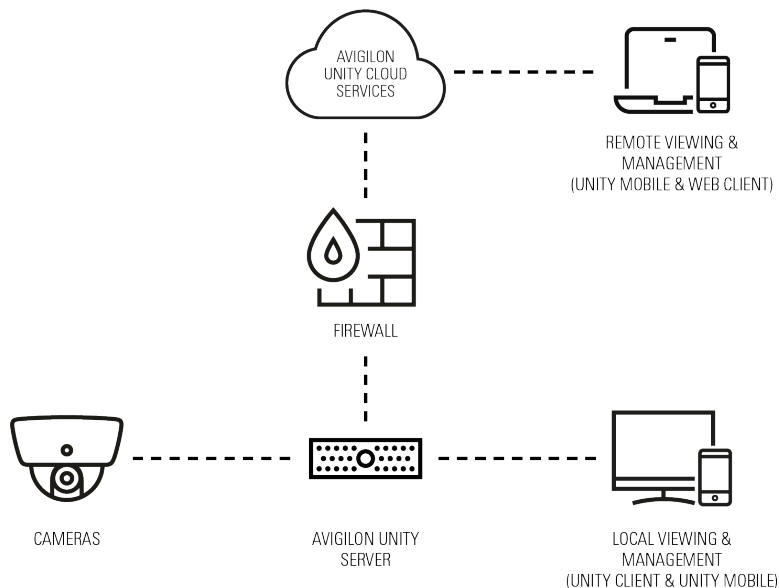 AVIGILON
UNITY CLOUD
SERVICES
REMOTE VIEWING &
MANAGEMENT
(UNITY MOBILE & WEB CLIENT)
FIREWALL
CAMERAS
AVIGILON UNITY
SERVER
LOCAL VIEWING &
MANAGEMENT
(UNITY CLIENT & UNITY MOBILE)